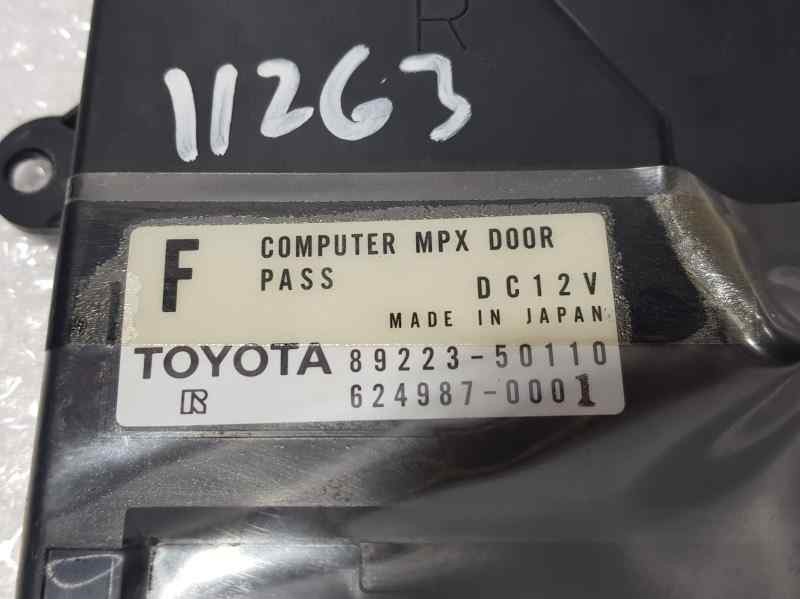 R
11263
F COMPUTER MPX DOOR
PASS DC12V
MADE IN JAPAN
TOYOTA 89223-50110
R 624987-0001